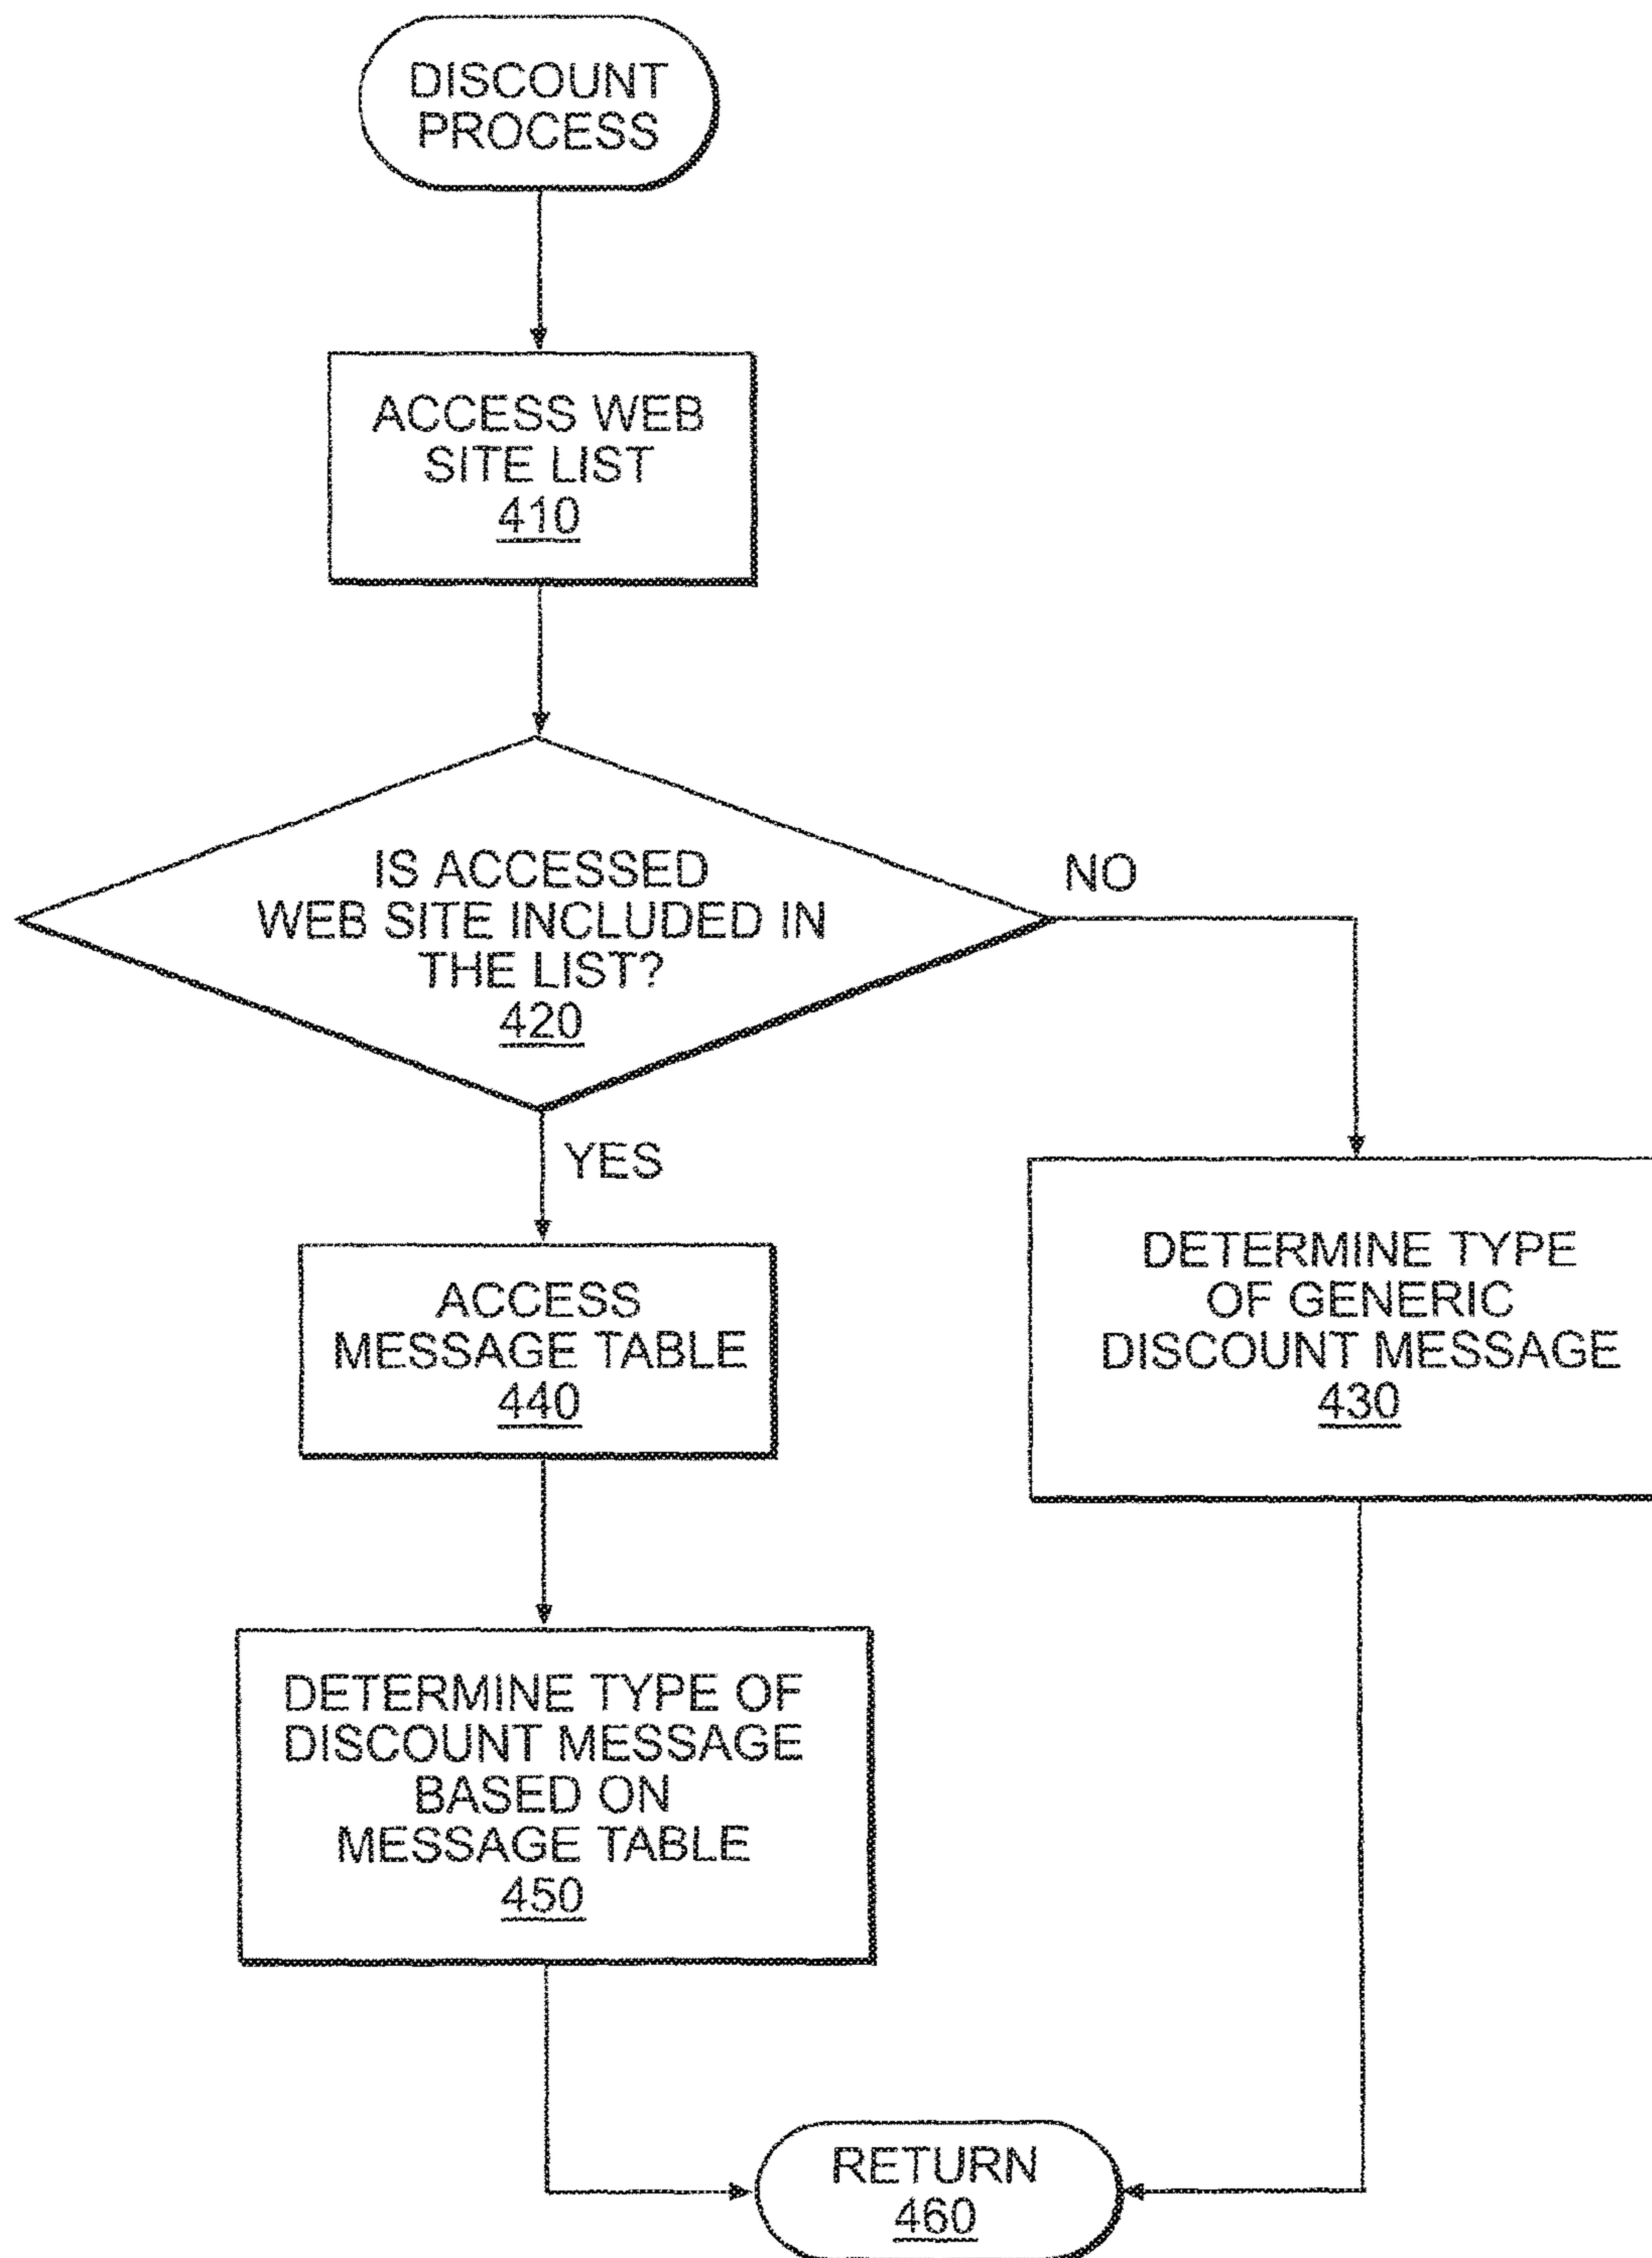 DISCOUNT
PROCESS
ACCESS WEB
SITE LIST
410
IS ACCESSED
WEB SITE INCLUDED IN
THE LIST?
420
NO
YES
ACCESS
MESSAGE TABLE
440
DETERMINE TYPE
OF GENERIC
DISCOUNT MESSAGE
430
DETERMINE TYPE OF
DISCOUNT MESSAGE
BASED ON
MESSAGE TABLE
450
RETURN
460